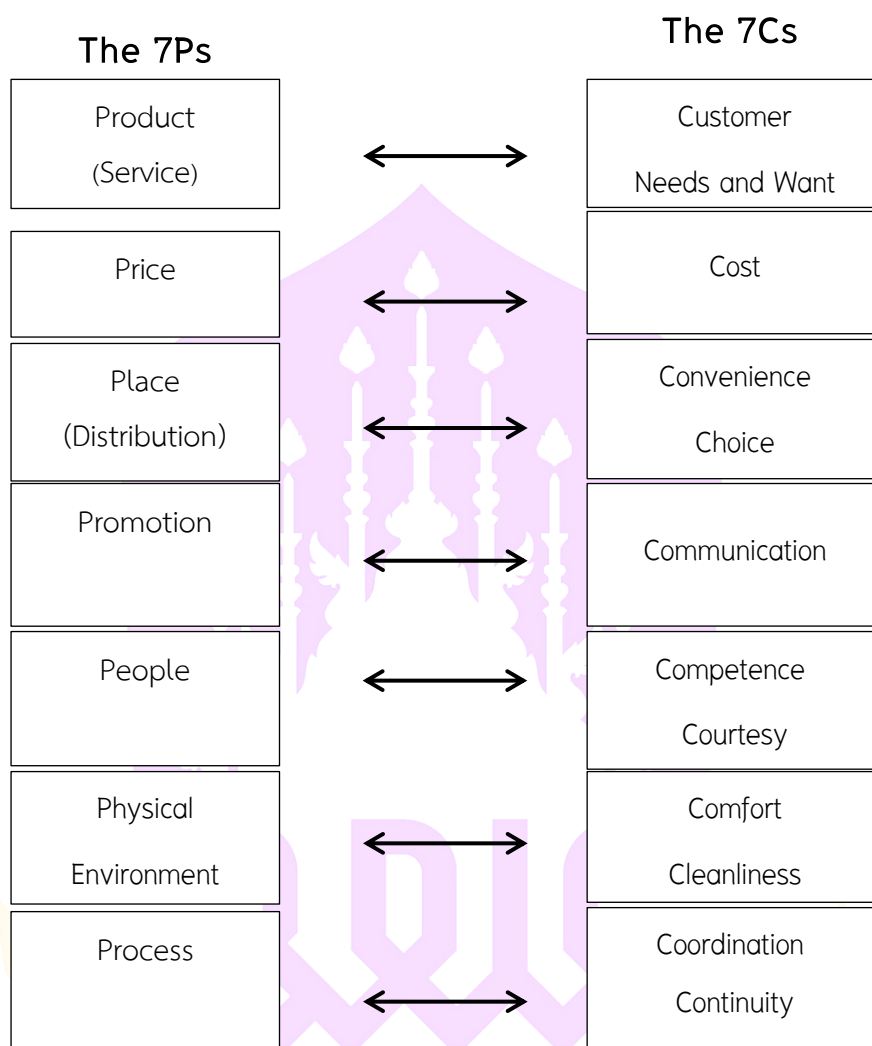 The 7Ps
The 7Cs
Product
(Service)
Customer
Needs and Want
Price
Cost
Place
(Distribution)
Convenience
Choice
Promotion
Communication
People
Competence
Courtesy
Physical
Environment
Comfort
Cleanliness
Process
Coordination
Continuity